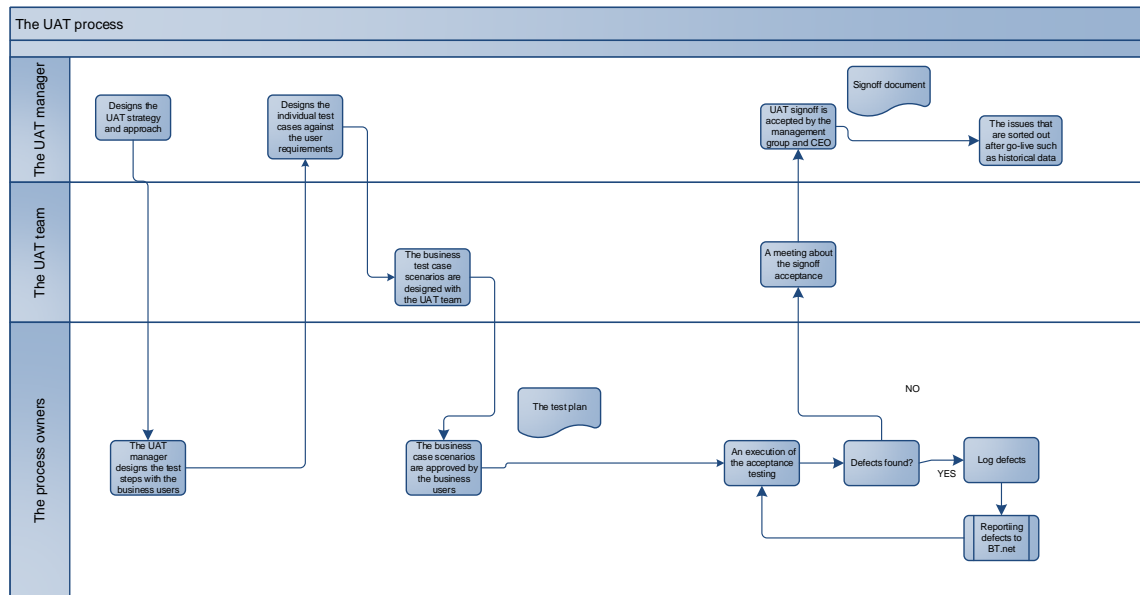 The UAT process
The UAT manager
Designs the
UAT strategy
and approach
Designs the
individual test
cases against
the user
requirements
UAT signoff is
accepted by the
management
group and CEO
Signoff document
The issues that
are sorted out
after go-live such
as historical data
The UAT team
The business
test case
scenarios are
designed with
the UAT team
A meeting about
the signoff
acceptance
The process owners
The UAT
manager
designs the test
steps with the
business users
The business
case scenarios
are approved by
the business
users
The test plan
An execution of
the acceptance
testing
Defects found?
NO
YES
Log defects
Reportiing
defects to
BT.net